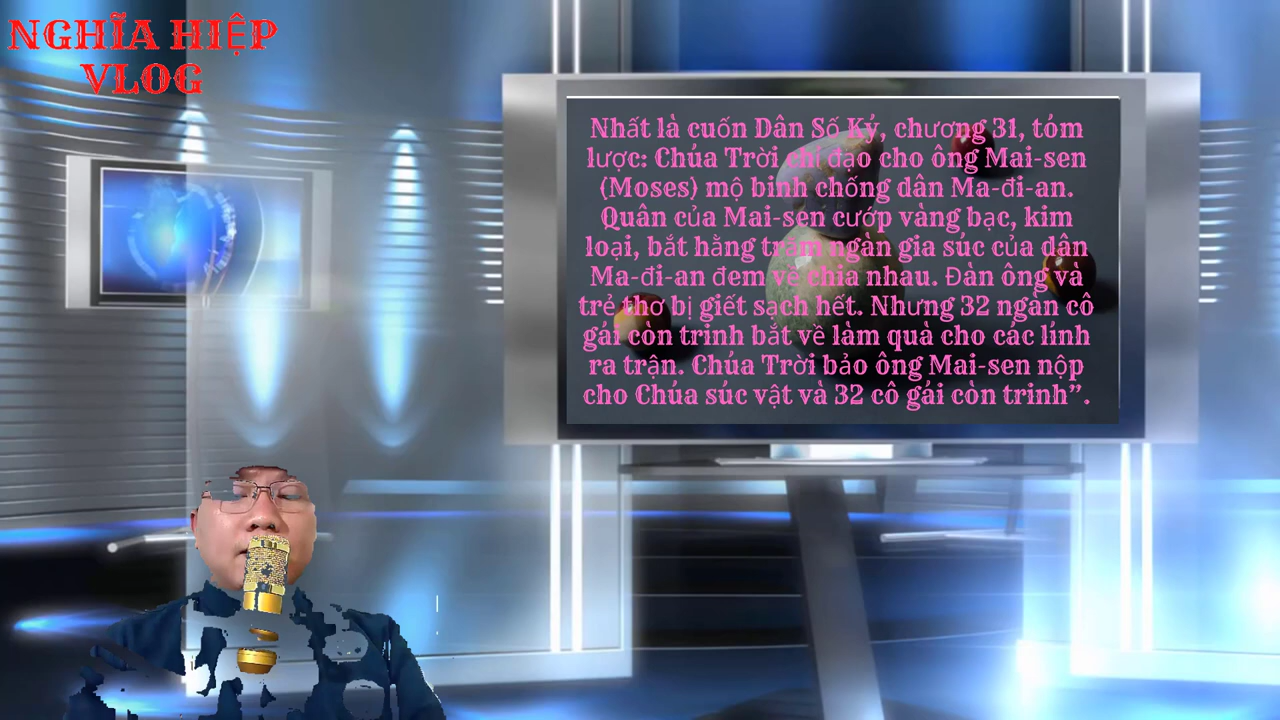 NGHĨA HIỆP
VLOG
Nhất là cuốn Dân Số Ký, chương 31, tóm
lược: Chúa Trời chỉ đạo cho ông Mai-sen
(Moses) mộ binh chống dân Ma-đi-an.
Quân của Mai-sen cướp vàng bạc, kim
loại, bắt hằng trăm ngàn gia súc của dân
Ma-đi-an đem về chia nhau. Đàn ông và
trẻ thơ bị giết sạch hết. Nhưng 32 ngàn cô
gái còn trinh bắt về làm quà cho các lính
ra trận. Chúa Trời bảo ông Mai-sen nộp
cho Chúa súc vật và 32 cô gái còn trinh”.